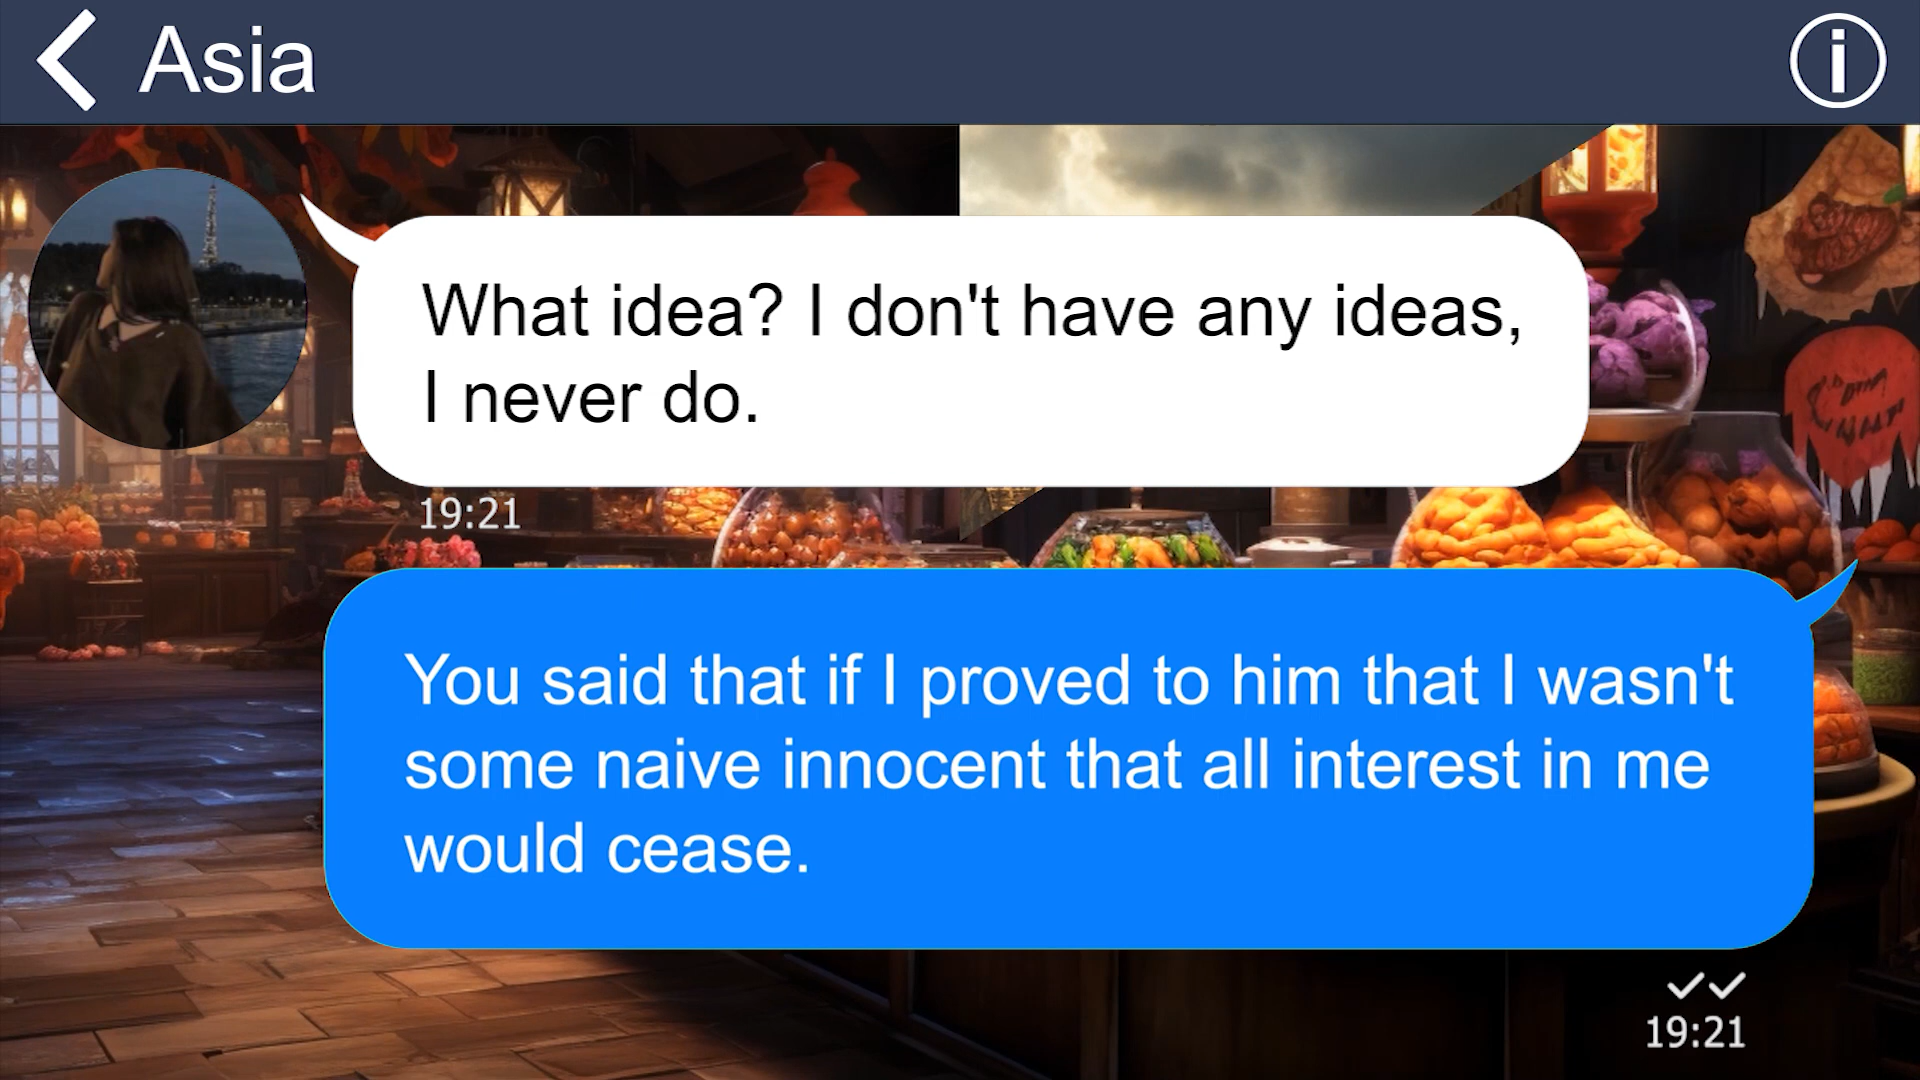 Asia
What idea? I don't have any ideas,
I never do.
19:21
You said that if I proved to him that I wasn't
some naive innocent that all interest in me
would cease.
19:21